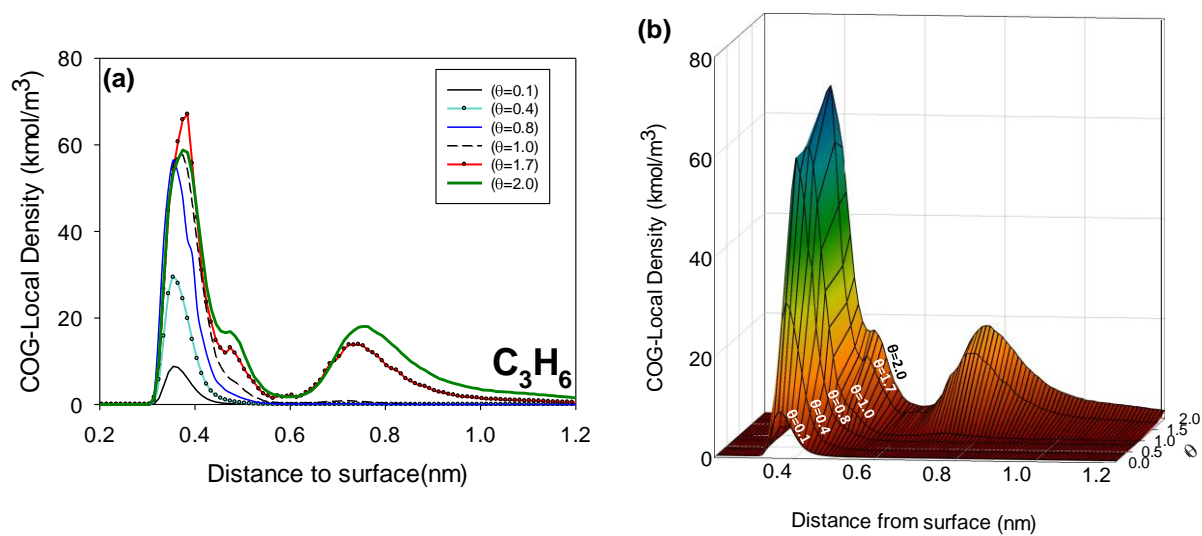 (a)
COG-Local Density (kmol/m³)
80
60
40
20
0
0.2 0.4 0.6 0.8 1.0 1.2
Distance to surface(nm)
(θ=0.1)
(θ=0.4)
(θ=0.8)
(θ=1.0)
(θ=1.7)
(θ=2.0)
C₃H₆
(b)
COG-Local Density (kmol/m³)
80
60
40
20
0
θ=0.1
θ=0.4
θ=0.8
θ=1.0
θ=1.7
θ=2.0
0.4 0.6 0.8 1.0 1.2
Distance from surface (nm)
2.0
1.5
1.0
0.5
0.0
θ